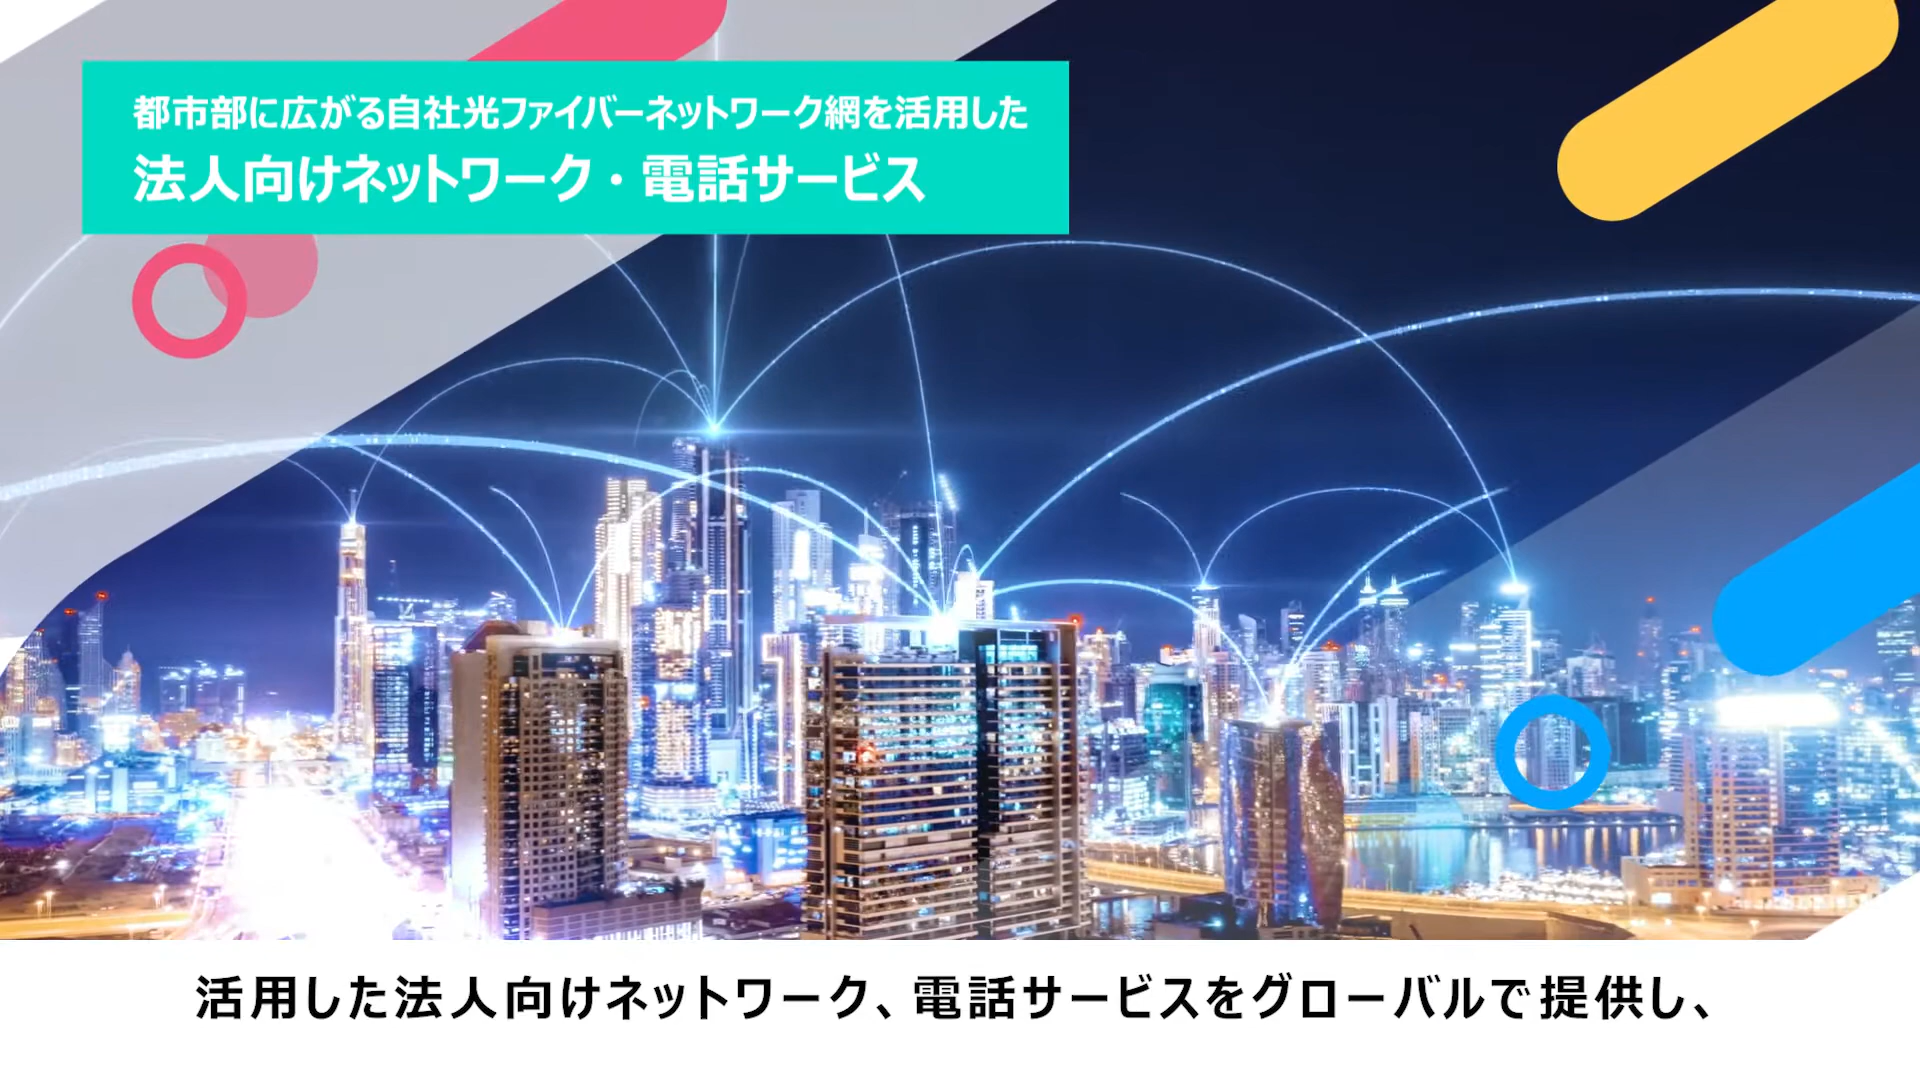 都市部に広がる自社光ファイバーネットワーク網を活用した
法人向けネットワーク・電話サービス
活用した法人向けネットワーク、電話サービスをグローバルで提供し、